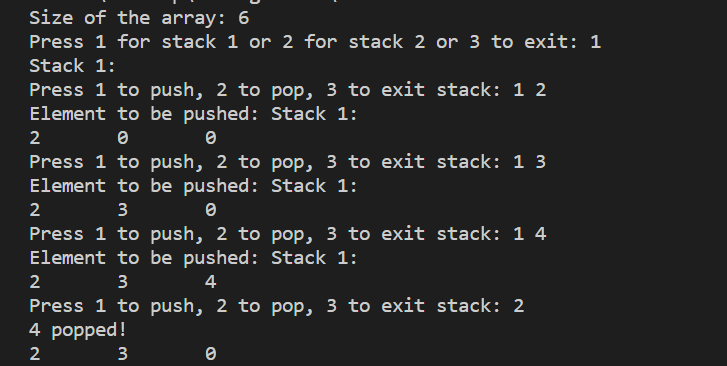 Size of the array: 6
Press 1 for stack 1 or 2 for stack 2 or 3 to exit: 1
Stack 1:
Press 1 to push, 2 to pop, 3 to exit stack: 1 2
Element to be pushed: Stack 1:
2 0 0
Press 1 to push, 2 to pop, 3 to exit stack: 1 3
Element to be pushed: Stack 1:
2 3 0
Press 1 to push, 2 to pop, 3 to exit stack: 1 4
Element to be pushed: Stack 1:
2 3 4
Press 1 to push, 2 to pop, 3 to exit stack: 2
4 popped!
2 3 0